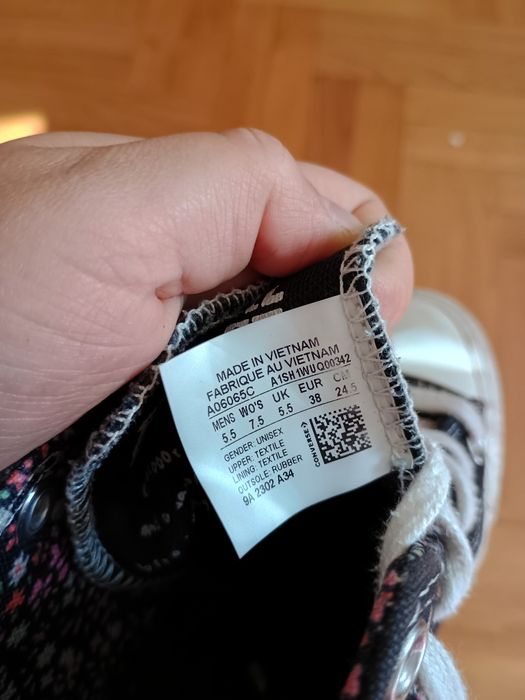 MADE IN VIETNAM
FABRIQUE AU VIETNAM
A06065C A1SH1WUQ00342
MENS WO'S UK EUR CM
5.5 7.5 5.5 38 24.5
GENDER: UNISEX
UPPER: TEXTILE
LINING: TEXTILE
OUTSOLE: RUBBER
9A 2302 A34
CONVERSE